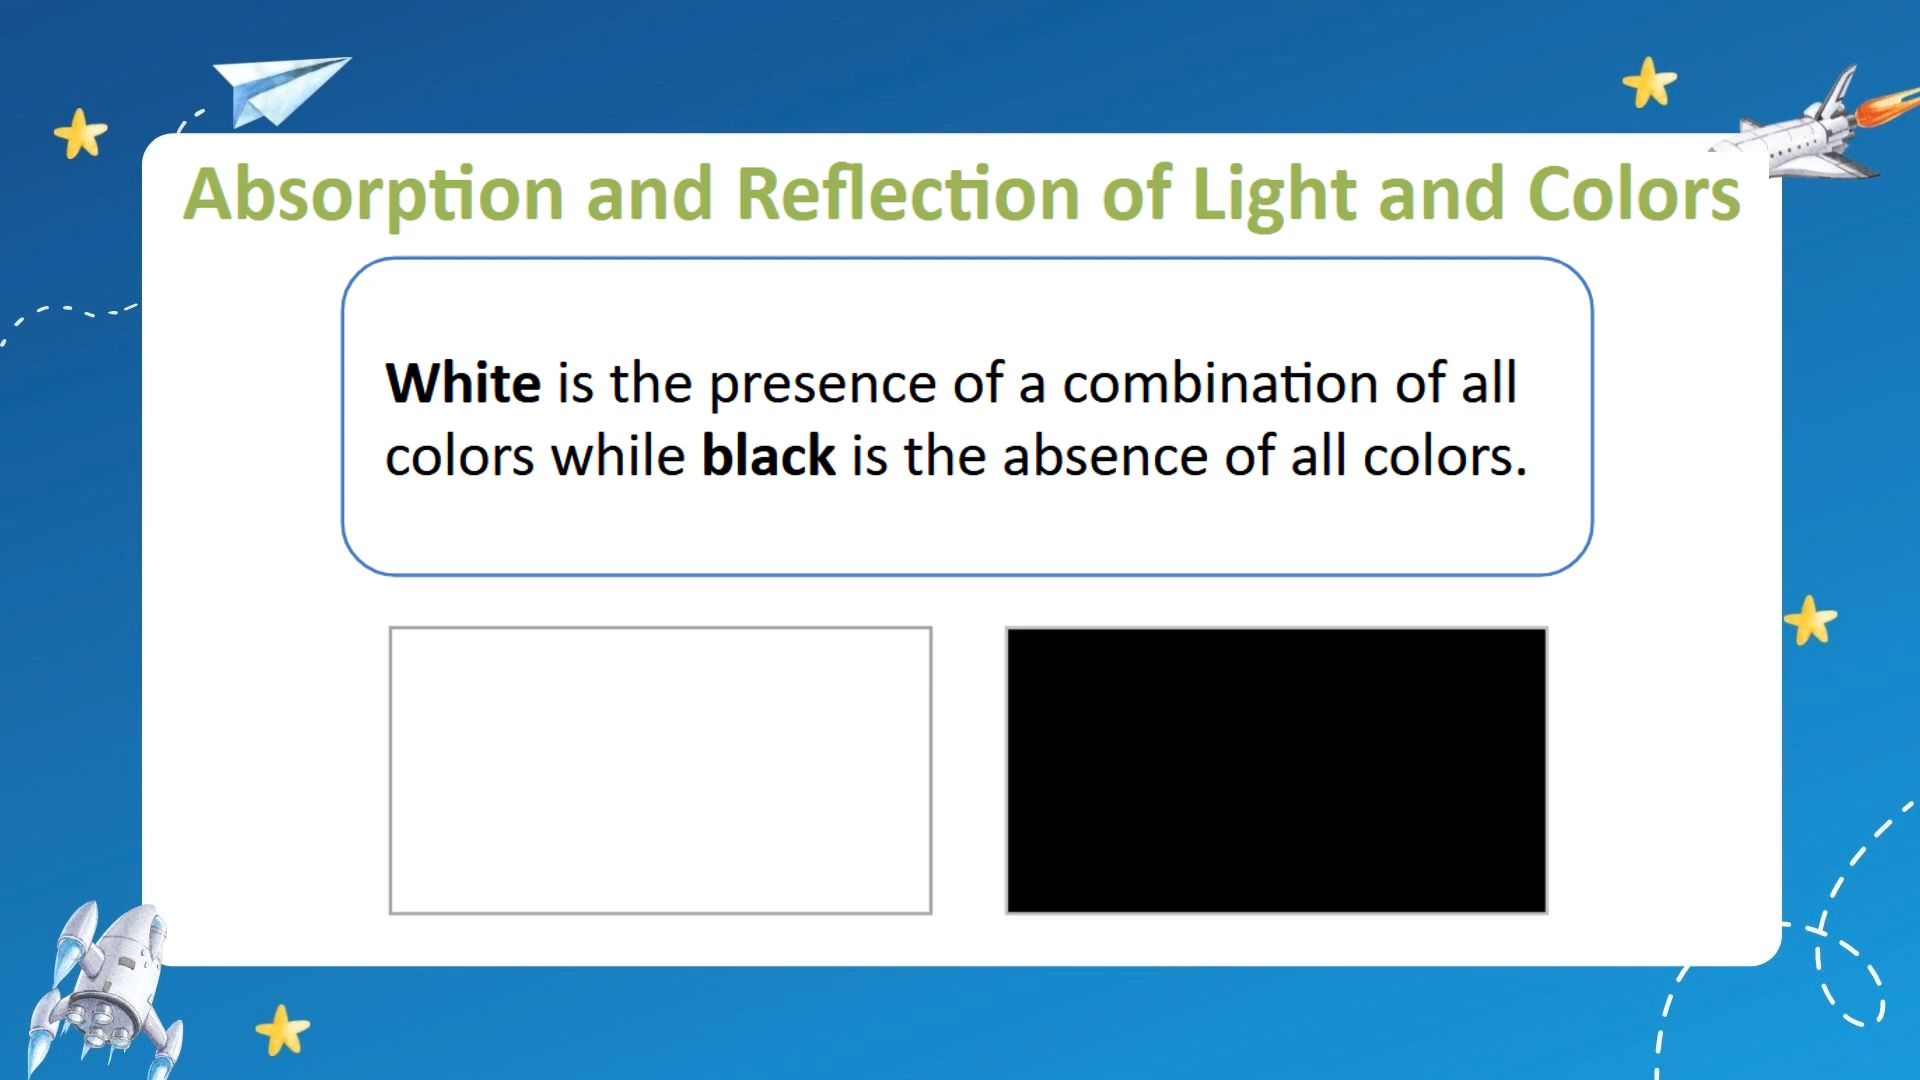 Absorption and Reflection of Light and Colors
White is the presence of a combination of all
colors while black is the absence of all colors.